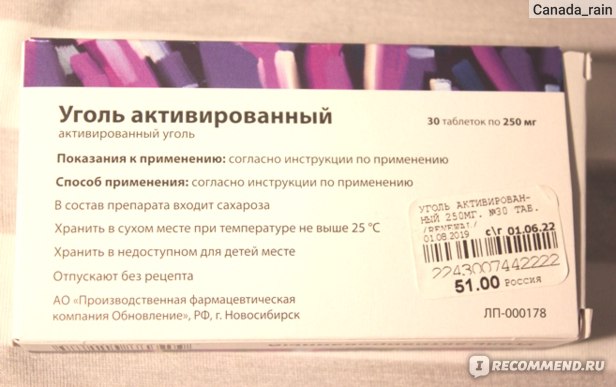 Canada_rain
Уголь активированный
активированный уголь
30 таблеток по 250 мг
Показания к применению: согласно инструкции по применению
Способ применения: согласно инструкции по применению
В состав препарата входит сахароза
Хранить в сухом месте при температуре не выше 25 °C
Хранить в недоступном для детей месте
Отпускают без рецепта
АО «Производственная фармацевтическая
компания Обновление», РФ, г. Новосибирск
УГОЛЬ АКТИВИРОВАН-
НЫЙ 250МГ. №30 ТАБ.
/RENEWAL/
01.08.2019 с\г 01.06.22
2243007442222
51.00 РОССИЯ
ЛП-000178
IRECOMMEND.RU